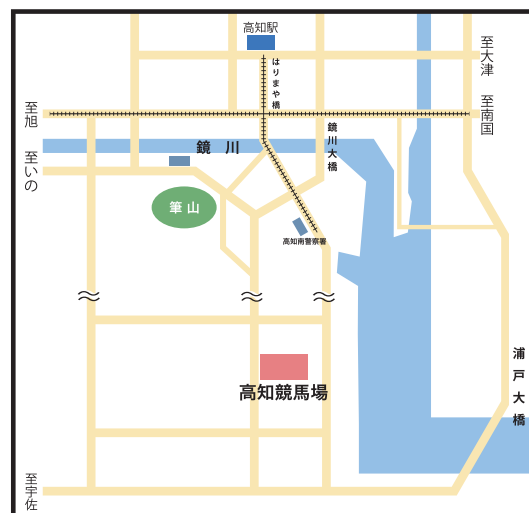 高知駅
はりまや橋
至大津
至旭
至南国
鏡川大橋
鏡川
至いの
筆山
高知南警察署
浦戸大橋
高知競馬場
至宇佐